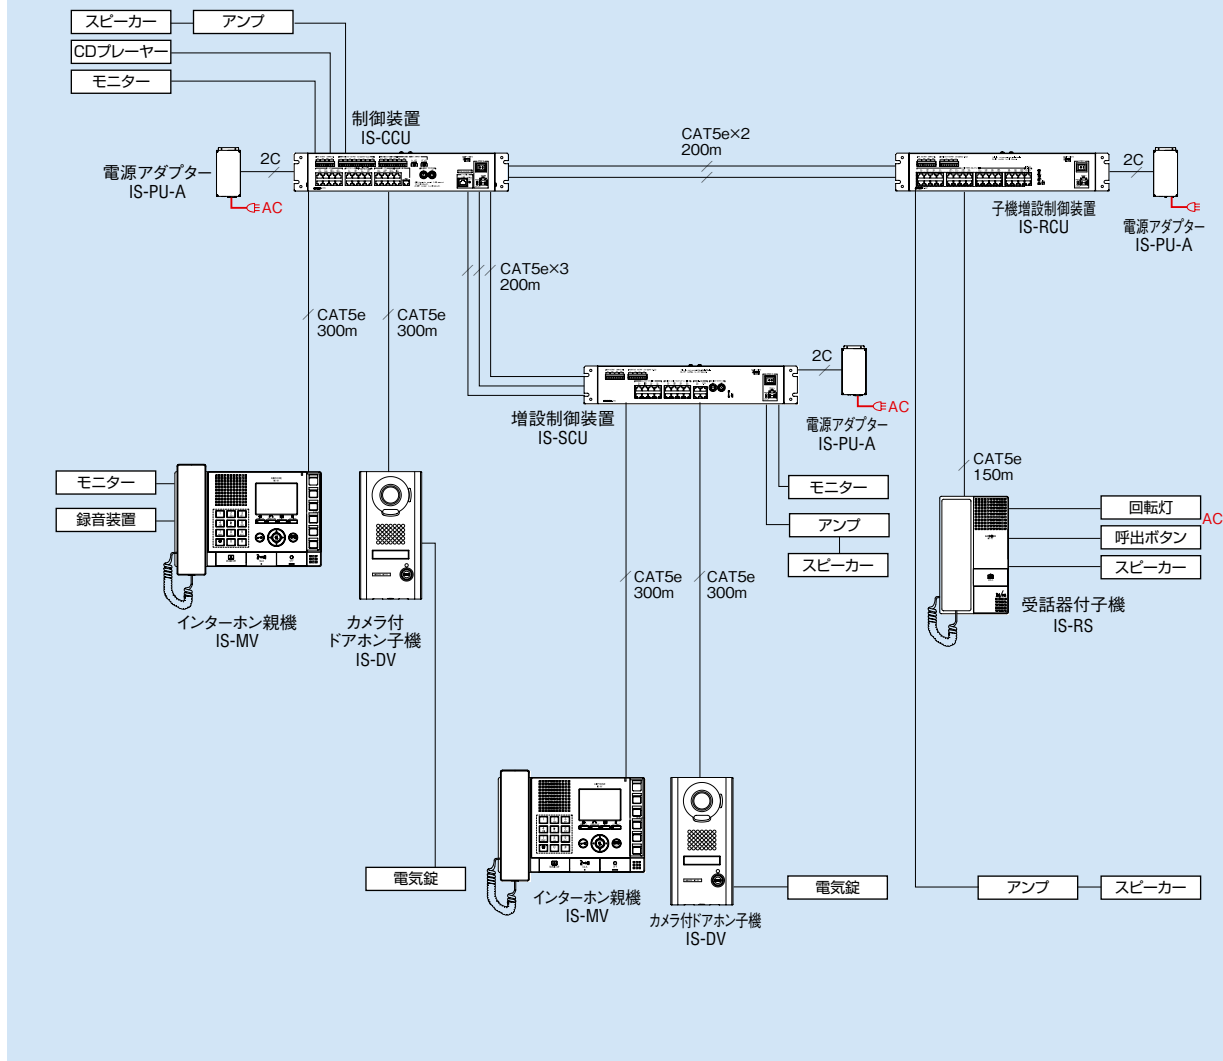 スピーカー
アンプ
CDプレーヤー
モニター
制御装置
IS-CCU
CAT5e×2
200m
電源アダプター
IS-PU-A
2C
AC
2C
子機増設制御装置
IS-RCU
電源アダプター
IS-PU-A
CAT5e×3
200m
CAT5e
300m
CAT5e
300m
2C
増設制御装置
IS-SCU
AC
電源アダプター
IS-PU-A
モニター
録音装置
CAT5e
150m
モニター
アンプ
スピーカー
回転灯
AC
呼出ボタン
スピーカー
CAT5e
300m
CAT5e
300m
インターホン親機
IS-MV
カメラ付
ドアホン子機
IS-DV
受話器付子機
IS-RS
電気錠
インターホン親機
IS-MV
カメラ付ドアホン子機
IS-DV
電気錠
アンプ
スピーカー